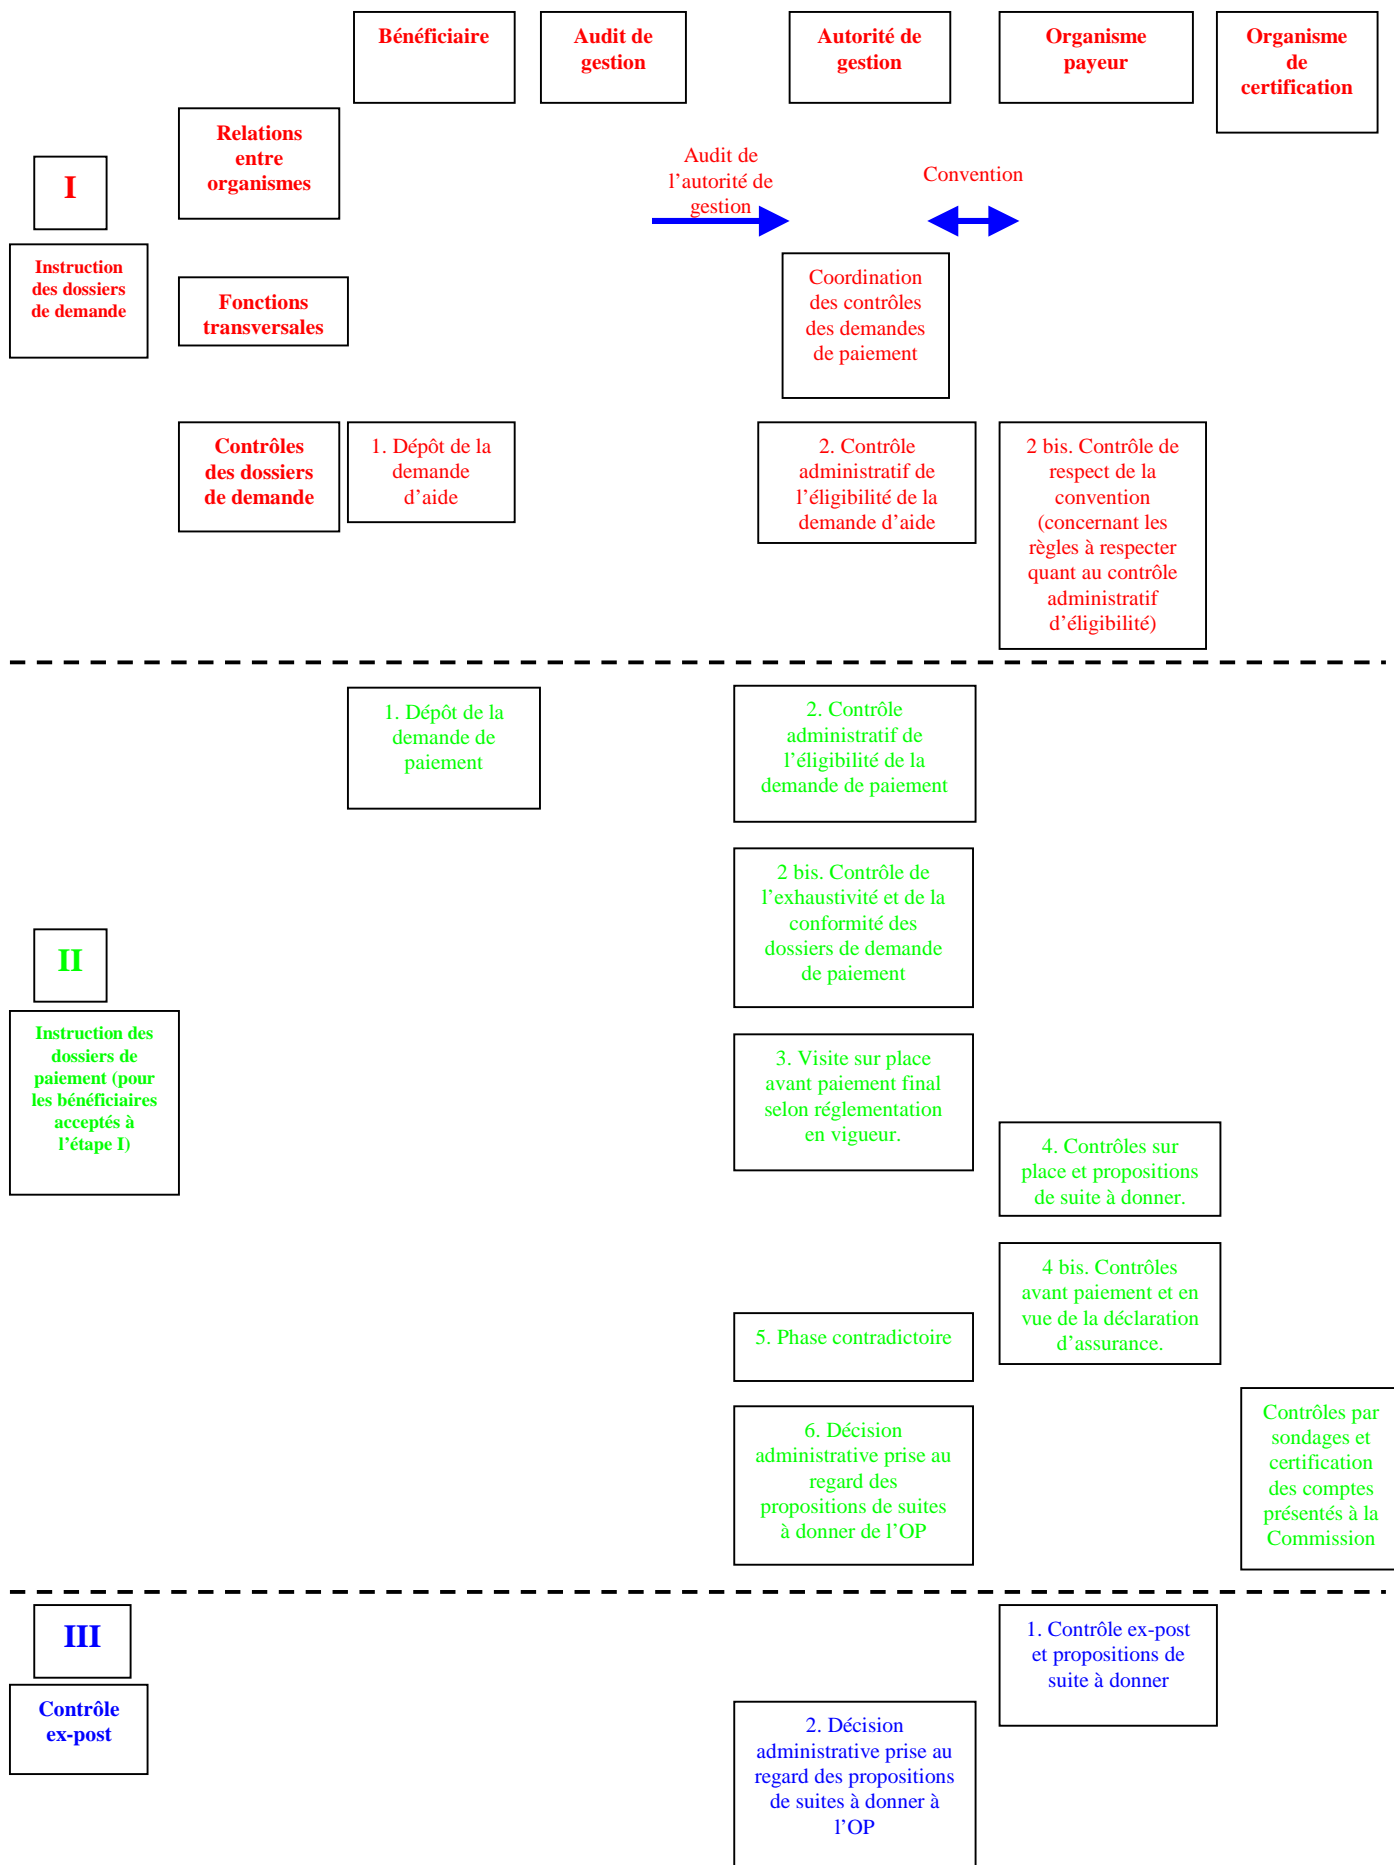 Bénéficiaire
Audit de
gestion
Autorité de
gestion
Organisme
payeur
Organisme
de
certification
Relations
entre
organismes
I
Audit de
l’autorité de
gestion
Convention
Instruction
des dossiers
de demande
Fonctions
transversales
Coordination
des contrôles
des demandes
de paiement
Contrôles
des dossiers
de demande
1. Dépôt de la
demande
d’aide
2. Contrôle
administratif de
l’éligibilité de la
demande d’aide
2 bis. Contrôle de
respect de la
convention
(concernant les
règles à respecter
quant au contrôle
administratif
d’éligibilité)
1. Dépôt de la
demande de
paiement
2. Contrôle
administratif de
l’éligibilité de la
demande de paiement
2 bis. Contrôle de
l’exhaustivité et de la
conformité des
dossiers de demande
de paiement
II
Instruction des
dossiers de
paiement (pour
les bénéficiaires
acceptés à
l’étape I)
3. Visite sur place
avant paiement final
selon réglementation
en vigueur.
4. Contrôles sur
place et propositions
de suite à donner.
4 bis. Contrôles
avant paiement et en
vue de la déclaration
d’assurance.
5. Phase contradictoire
6. Décision
administrative prise au
regard des
propositions de suites
à donner de l’OP
Contrôles par
sondages et
certification
des comptes
présentés à la
Commission
III
Contrôle
ex-post
1. Contrôle ex-post
et propositions de
suite à donner
2. Décision
administrative prise au
regard des propositions
de suites à donner à
l’OP